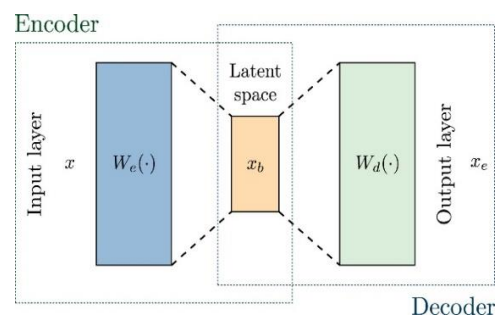 Encoder
Input layer
x
W_e(·)
Latent
space
x_b
W_d(·)
Output layer
x_e
Decoder